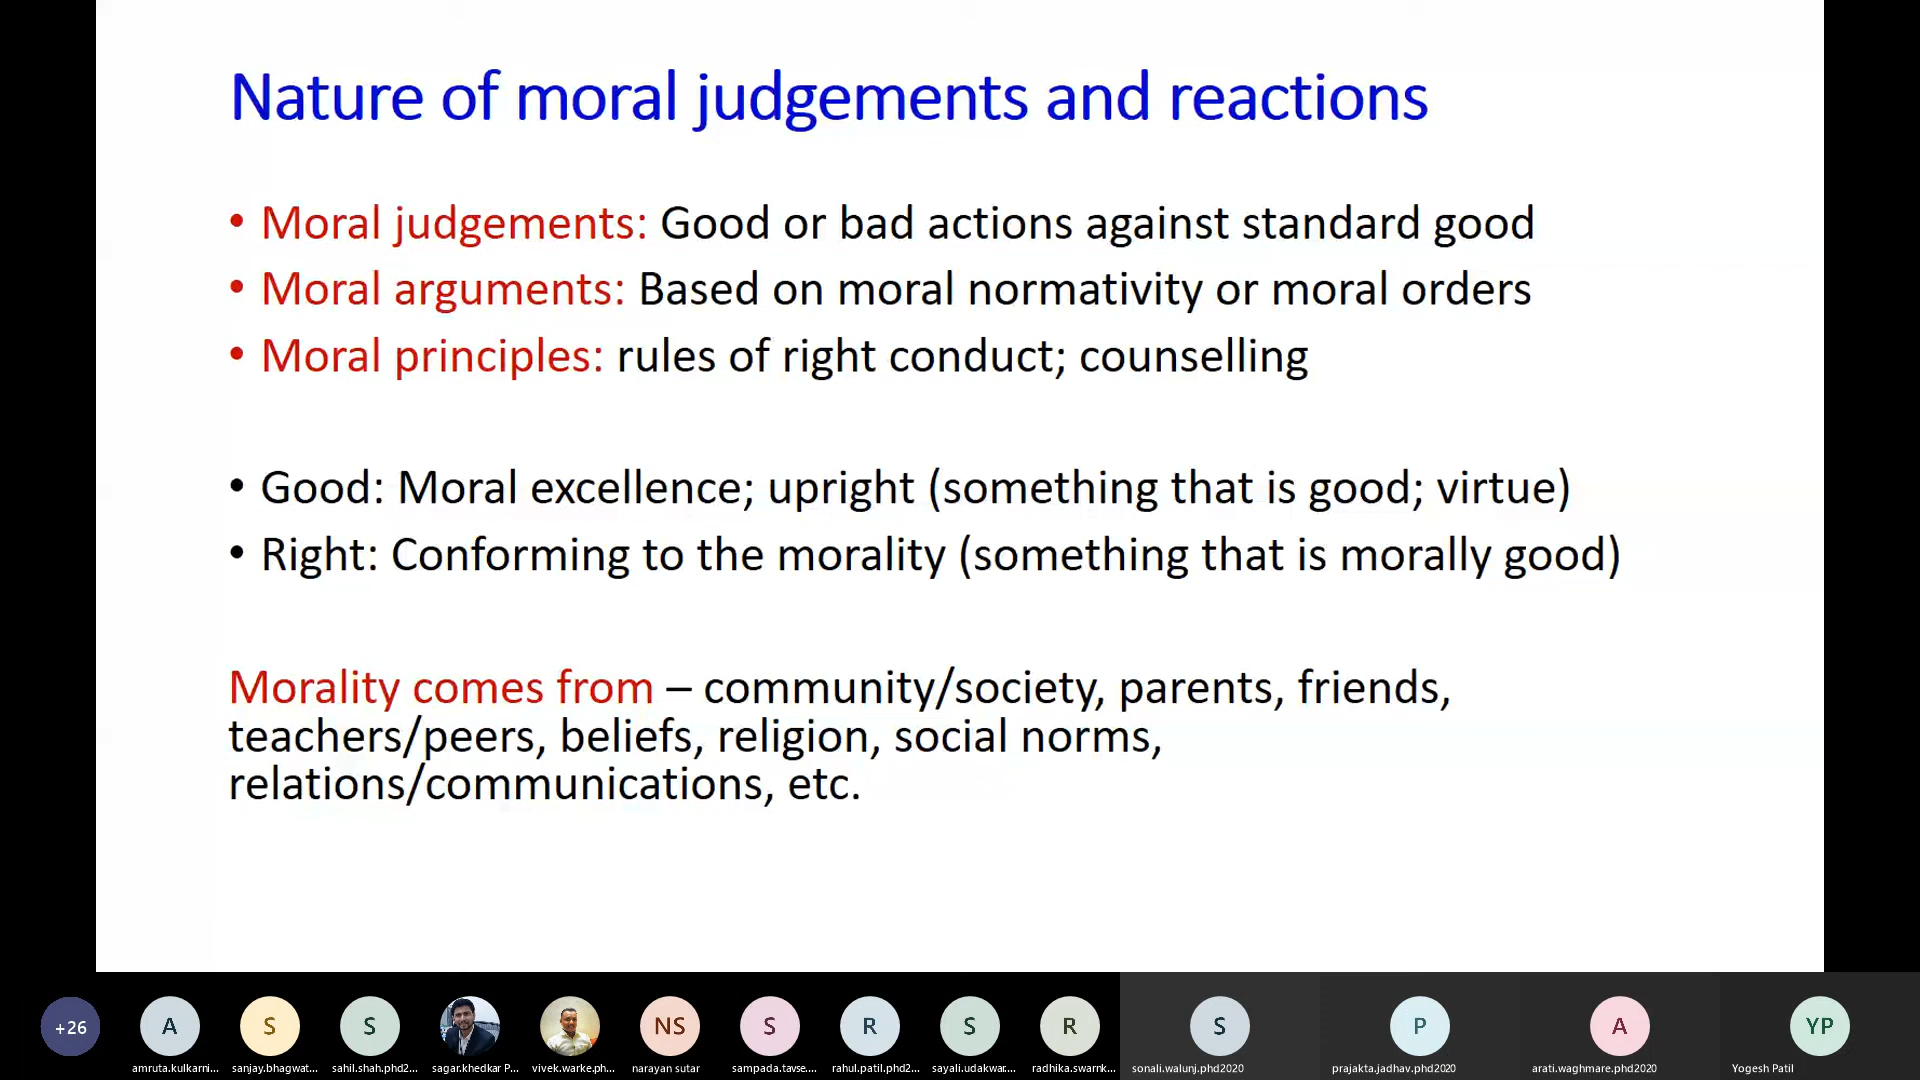 Nature of moral judgements and reactions
• Moral judgements: Good or bad actions against standard good
• Moral arguments: Based on moral normativity or moral orders
• Moral principles: rules of right conduct; counselling
• Good: Moral excellence; upright (something that is good; virtue)
• Right: Conforming to the morality (something that is morally good)
Morality comes from – community/society, parents, friends,
teachers/peers, beliefs, religion, social norms,
relations/communications, etc.
+26 A S S NS S R S R S P A YP
amruta.kulkarni... sanjay.bhagwat... sahil.shah.phd2... sagar.khedkar P... vivek.warke.ph... narayan sutar sampada.tavse.... rahul.patil.phd2... sayali.udakwar.... radhika.swarnk... sonali.walunj.phd2020 prajakta.jadhav.phd2020 arati.waghmare.phd2020 Yogesh Patil